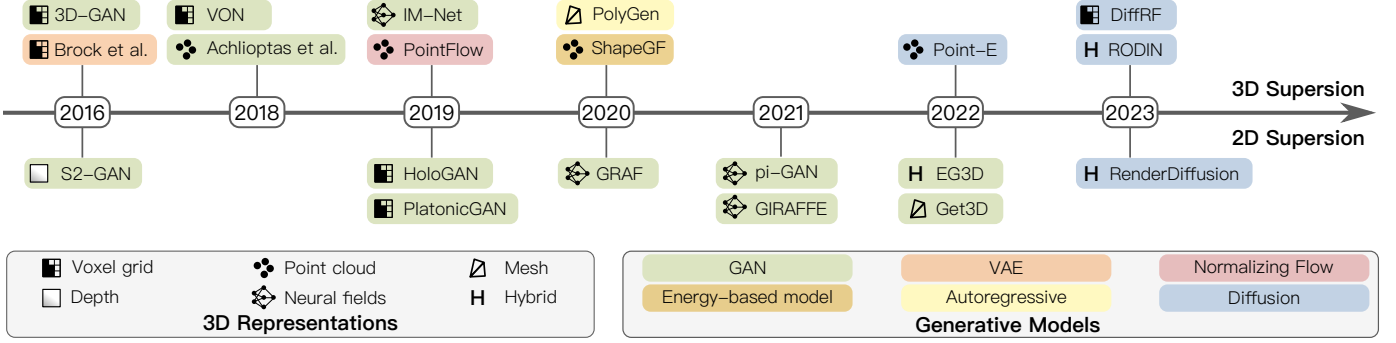 3D-GAN
VON
IM-Net
PolyGen
DiffRF
Brock et al.
Achlioptas et al.
PointFlow
ShapeGF
Point-E
H RODIN
3D Supersion
2016
2018
2019
2020
2021
2022
2023
2D Supersion
S2-GAN
HoloGAN
GRAF
pi-GAN
H EG3D
H RenderDiffusion
PlatonicGAN
GIRAFFE
Get3D
Voxel grid
Point cloud
Mesh
Depth
Neural fields
H Hybrid
3D Representations
GAN
VAE
Normalizing Flow
Energy-based model
Autoregressive
Diffusion
Generative Models